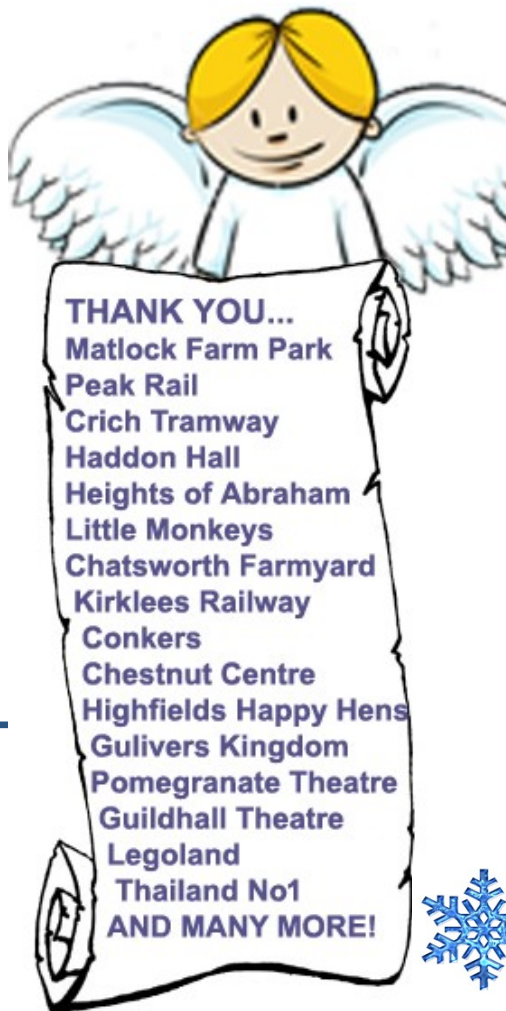 THANK YOU...
Matlock Farm Park
Peak Rail
Crich Tramway
Haddon Hall
Heights of Abraham
Little Monkeys
Chatsworth Farmyard
Kirklees Railway
Conkers
Chestnut Centre
Highfields Happy Hens
Gulivers Kingdom
Pomegranate Theatre
Guildhall Theatre
Legoland
Thailand No1
AND MANY MORE!